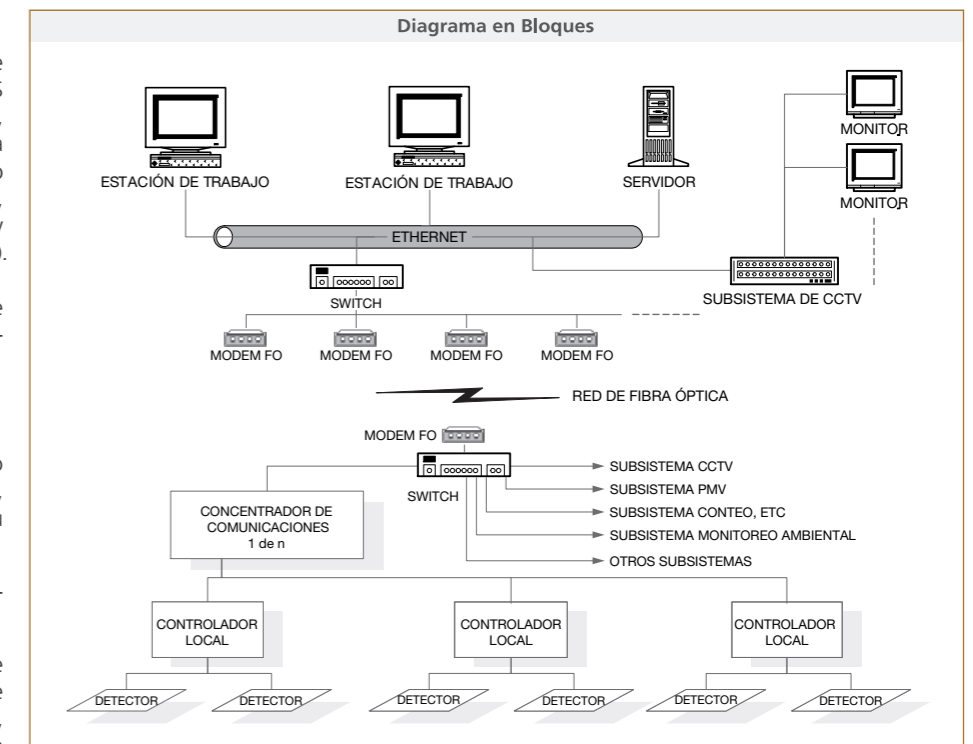 Diagrama en Bloques
MONITOR
ESTACIÓN DE TRABAJO
ESTACIÓN DE TRABAJO
SERVIDOR
MONITOR
ETHERNET
SWITCH
SUBSISTEMA DE CCTV
MODEM FO
MODEM FO
MODEM FO
MODEM FO
RED DE FIBRA ÓPTICA
MODEM FO
SWITCH
SUBSISTEMA CCTV
SUBSISTEMA PMV
SUBSISTEMA CONTEO, ETC
SUBSISTEMA MONITOREO AMBIENTAL
OTROS SUBSISTEMAS
CONCENTRADOR DE
COMUNICACIONES
1 de n
CONTROLADOR
LOCAL
CONTROLADOR
LOCAL
CONTROLADOR
LOCAL
DETECTOR
DETECTOR
DETECTOR
DETECTOR
DETECTOR
DETECTOR